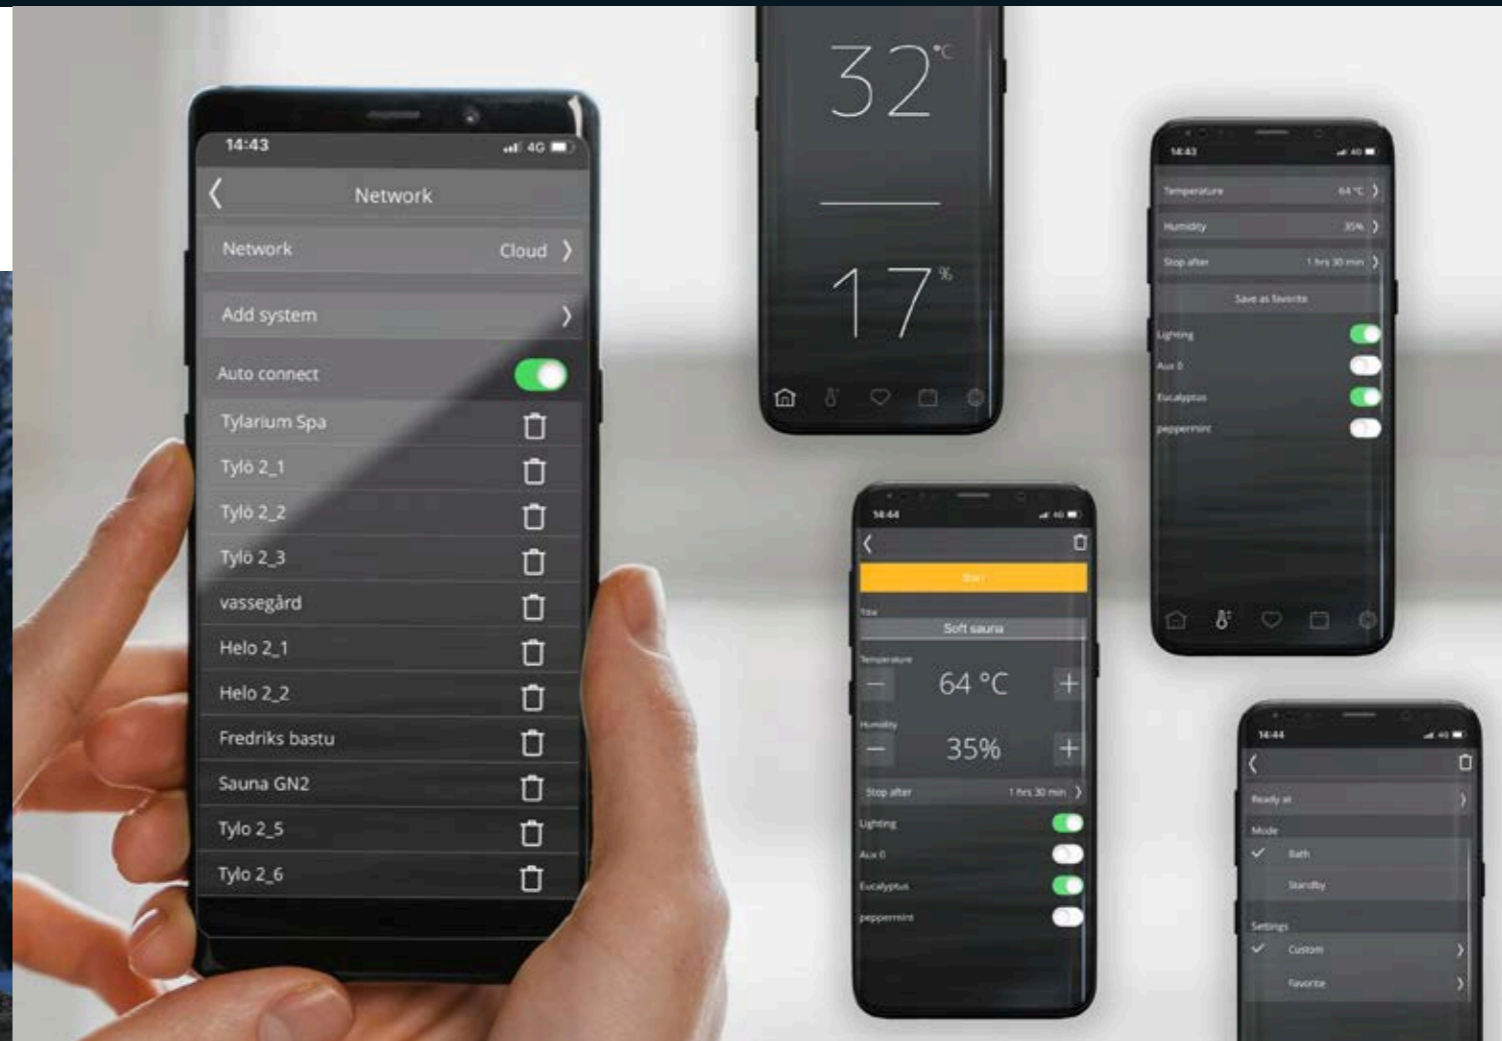 14:43
4G
Network
Network Cloud
Add system
Auto connect
Tylarium Spa
Tylö 2_1
Tylö 2_2
Tylö 2_3
vassegård
Helo 2_1
Helo 2_2
Fredriks bastu
Sauna GN2
Tylo 2_5
Tylo 2_6
32 °C
17 %
14:43
4G
Temperature 64 °C
Humidity 35%
Stop after 1 hrs 30 min
Save as favorite
Lighting
Aux 0
Eucalyptus
peppermint
14:44
4G
Start
Title
Soft sauna
Temperature
— 64 °C +
Humidity
— 35% +
Stop after 1 hrs 30 min
Lighting
Aux 0
Eucalyptus
peppermint
14:44
4G
Ready at
Mode
Bath
Standby
Settings
Custom
Favorite